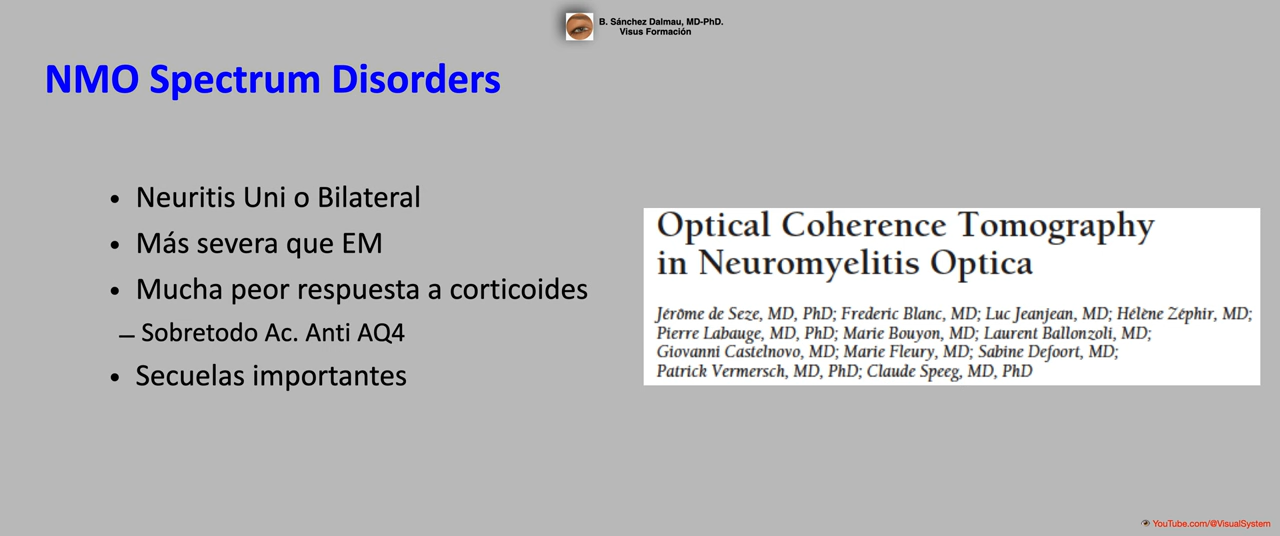 B. Sánchez Dalmau, MD-PhD.
Visus Formación
NMO Spectrum Disorders
• Neuritis Uni o Bilateral
• Más severa que EM
• Mucha peor respuesta a corticoides
– Sobretodo Ac. Anti AQ4
• Secuelas importantes
Optical Coherence Tomography
in Neuromyelitis Optica
Jérôme de Seze, MD, PhD; Frederic Blanc, MD; Luc Jeanjean, MD; Hélène Zéphir, MD;
Pierre Labauge, MD, PhD; Marie Bouyon, MD; Laurent Ballonzoli, MD;
Giovanni Castelnovo, MD; Marie Fleury, MD; Sabine Defoort, MD;
Patrick Vermersch, MD, PhD; Claude Speeg, MD, PhD
YouTube.com/@VisualSystem